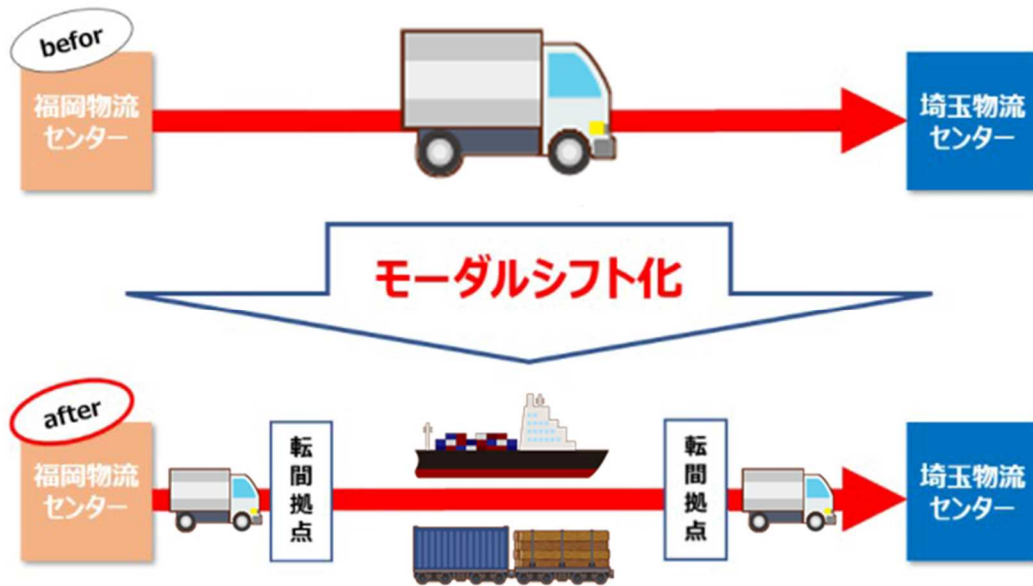 befor
福岡物流
センター
埼玉物流
センター
モーダルシフト化
after
福岡物流
センター
転間拠点
転間拠点
埼玉物流
センター